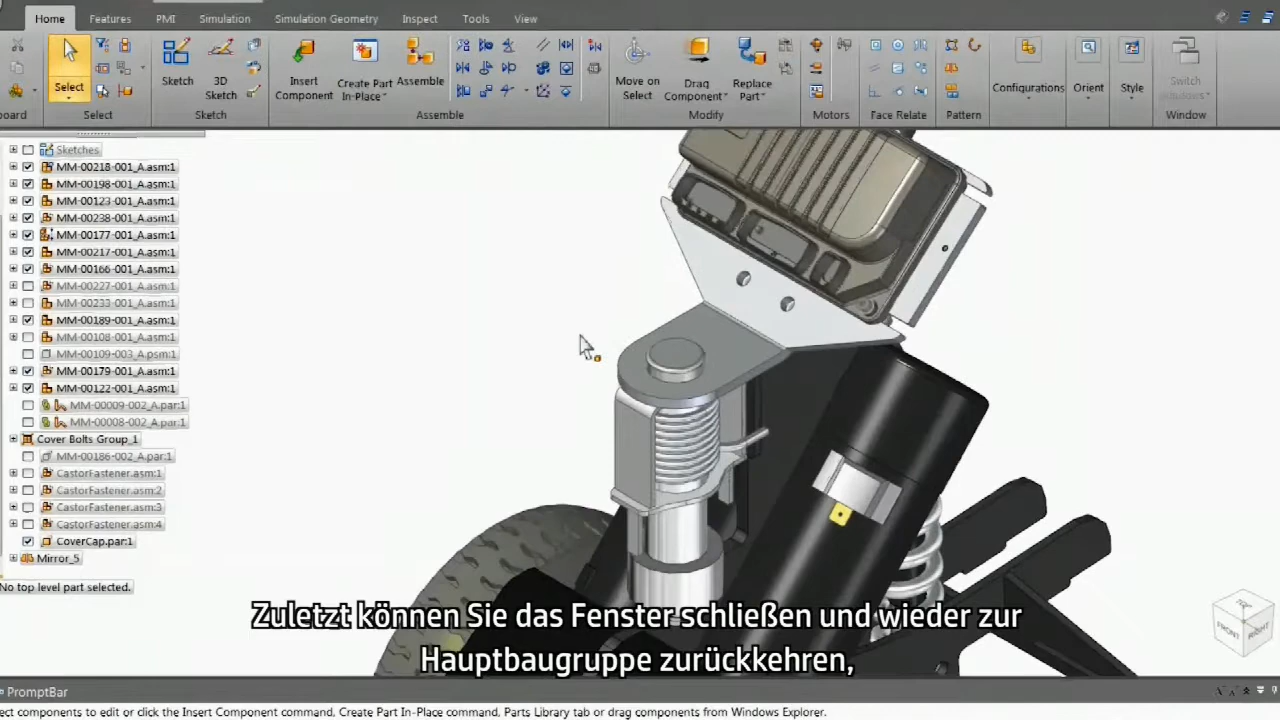 Home Features PMI Simulation Simulation Geometry Inspect Tools View
Select
Sketch
3D Sketch
Insert Component
Create Part In-Place
Assemble
Move on Select
Drag Component
Replace Part
Configurations
Orient
Style
Switch
oard Select Sketch Assemble Modify Motors Face Relate Pattern Window
Sketches
MM-00218-001_A.asm:1
MM-00198-001_A.asm:1
MM-00123-001_A.asm:1
MM-00238-001_A.asm:1
MM-00177-001_A.asm:1
MM-00217-001_A.asm:1
MM-00166-001_A.asm:1
MM-00227-001_A.asm:1
MM-00233-001_A.asm:1
MM-00189-001_A.asm:1
MM-00108-001_A.asm:1
MM-00109-003_A.psm:1
MM-00179-001_A.asm:1
MM-00122-001_A.asm:1
MM-00009-002_A.par:1
MM-00008-002_A.par:1
Cover Bolts Group_1
MM-00186-002_A.par:1
CastorFastener.asm:1
CastorFastener.asm:2
CastorFastener.asm:3
CastorFastener.asm:4
CoverCap.par:1
Mirror_5
No top level part selected.
FRONT RIGHT
Zuletzt können Sie das Fenster schließen und wieder zur
Hauptbaugruppe zurückkehren,
PromptBar
ect components to edit or click the Insert Component command, Create Part In-Place command, Parts Library tab or drag components from Windows Explorer.